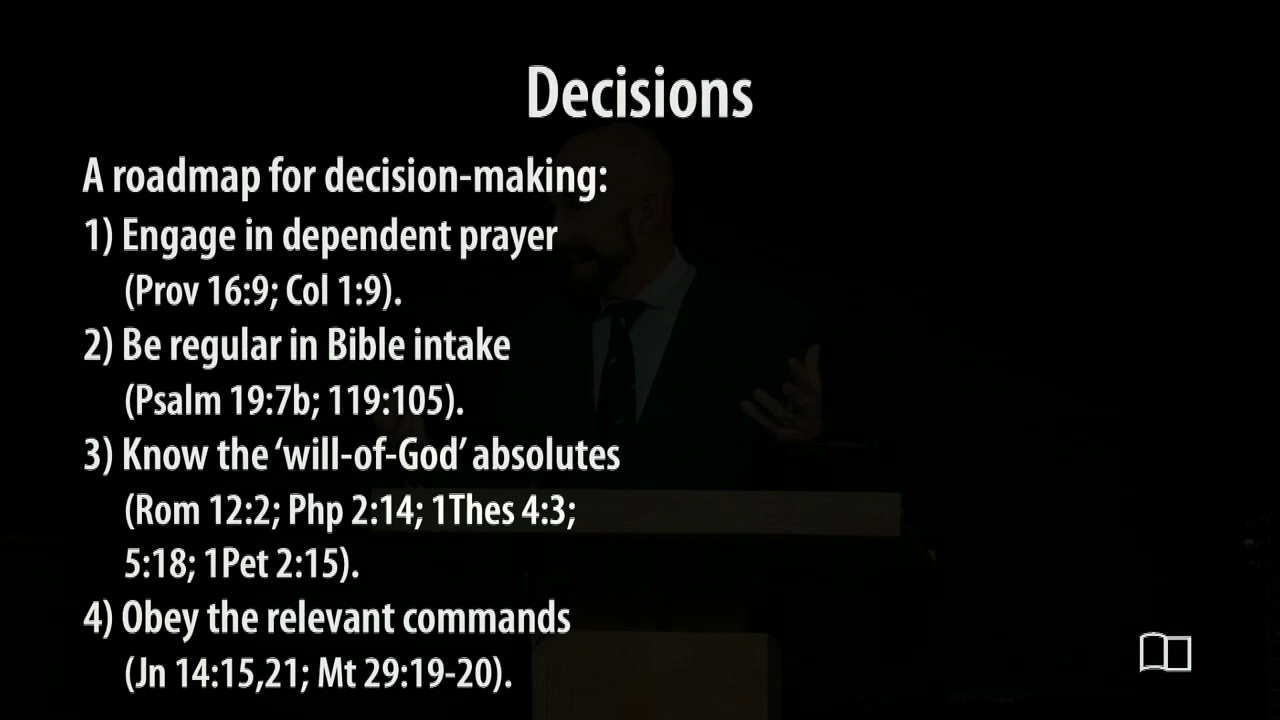 Decisions
A roadmap for decision-making:
1) Engage in dependent prayer
(Prov 16:9; Col 1:9).
2) Be regular in Bible intake
(Psalm 19:7b; 119:105).
3) Know the ‘will-of-God’ absolutes
(Rom 12:2; Php 2:14; 1Thes 4:3;
5:18; 1Pet 2:15).
4) Obey the relevant commands
(Jn 14:15,21; Mt 29:19-20).